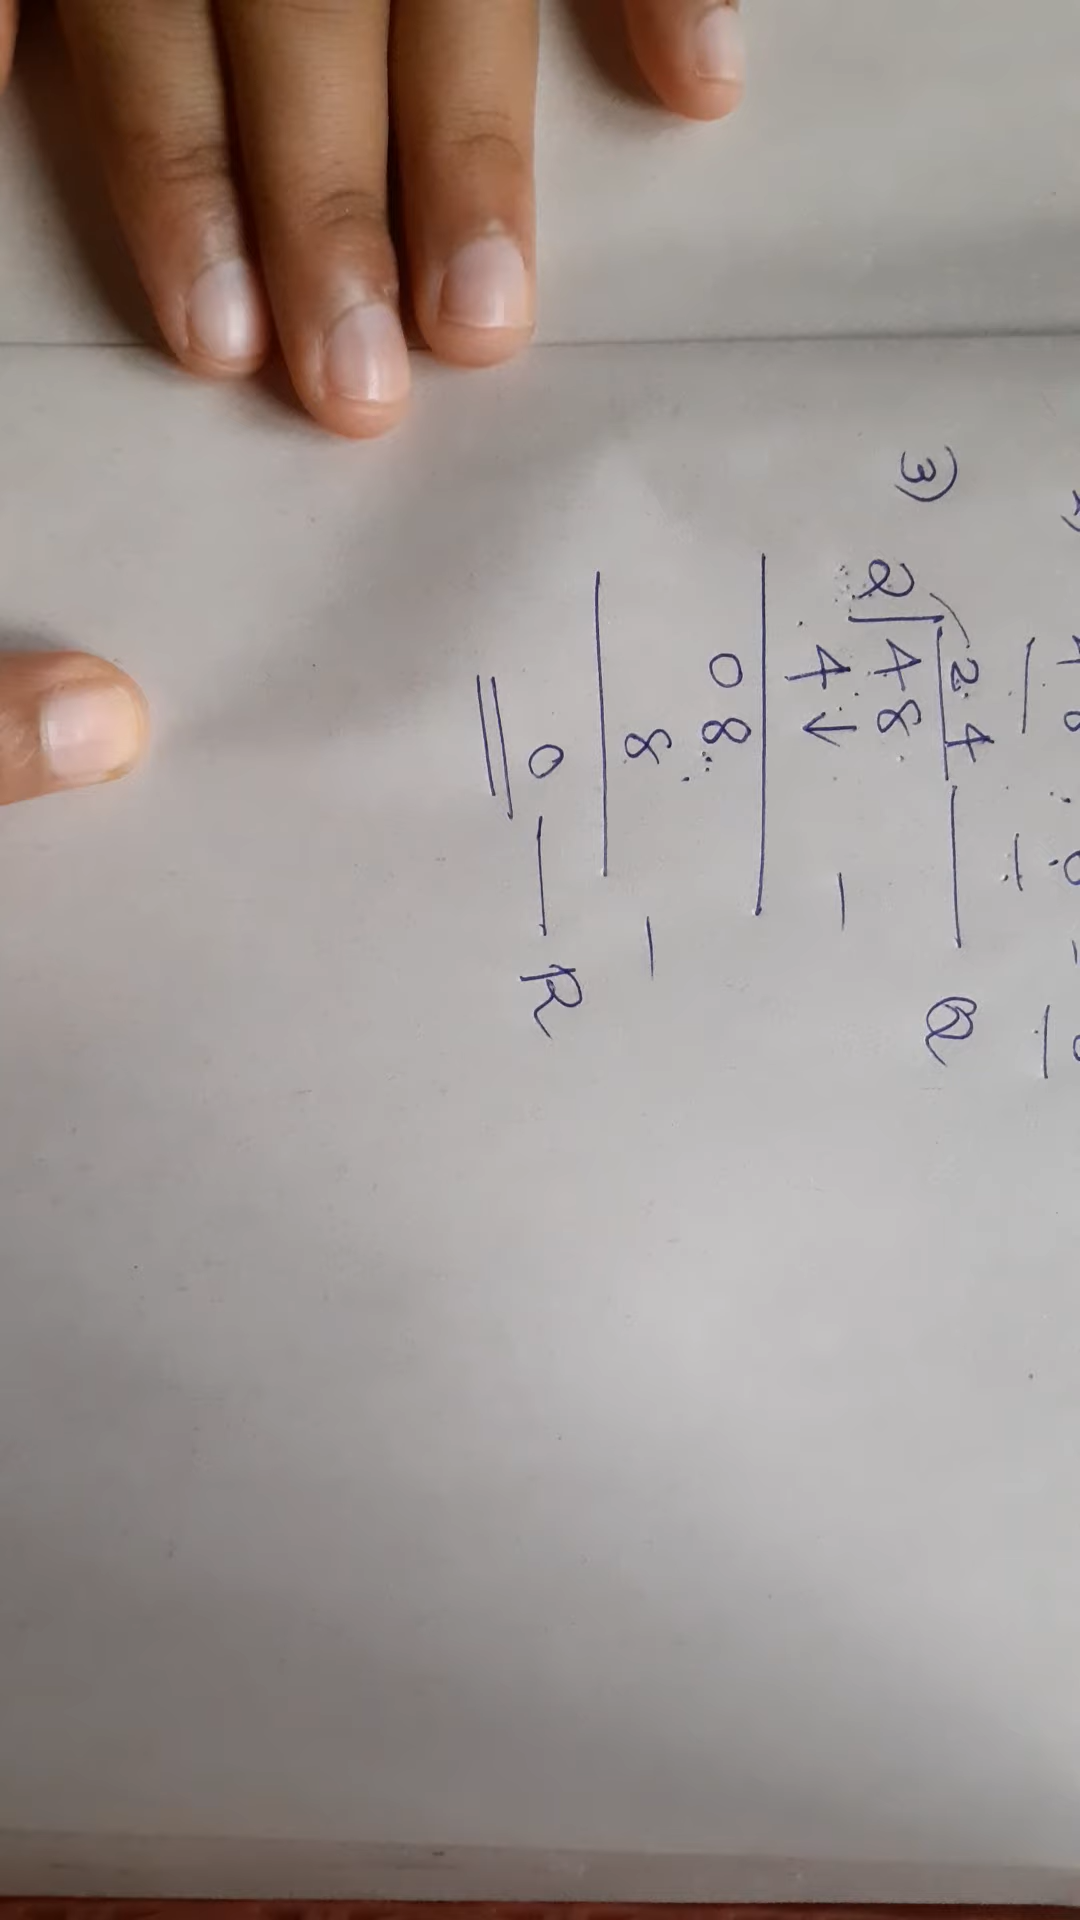 24 — Q
3) 2 48
4 ↓ —
08
8 —
0 — R